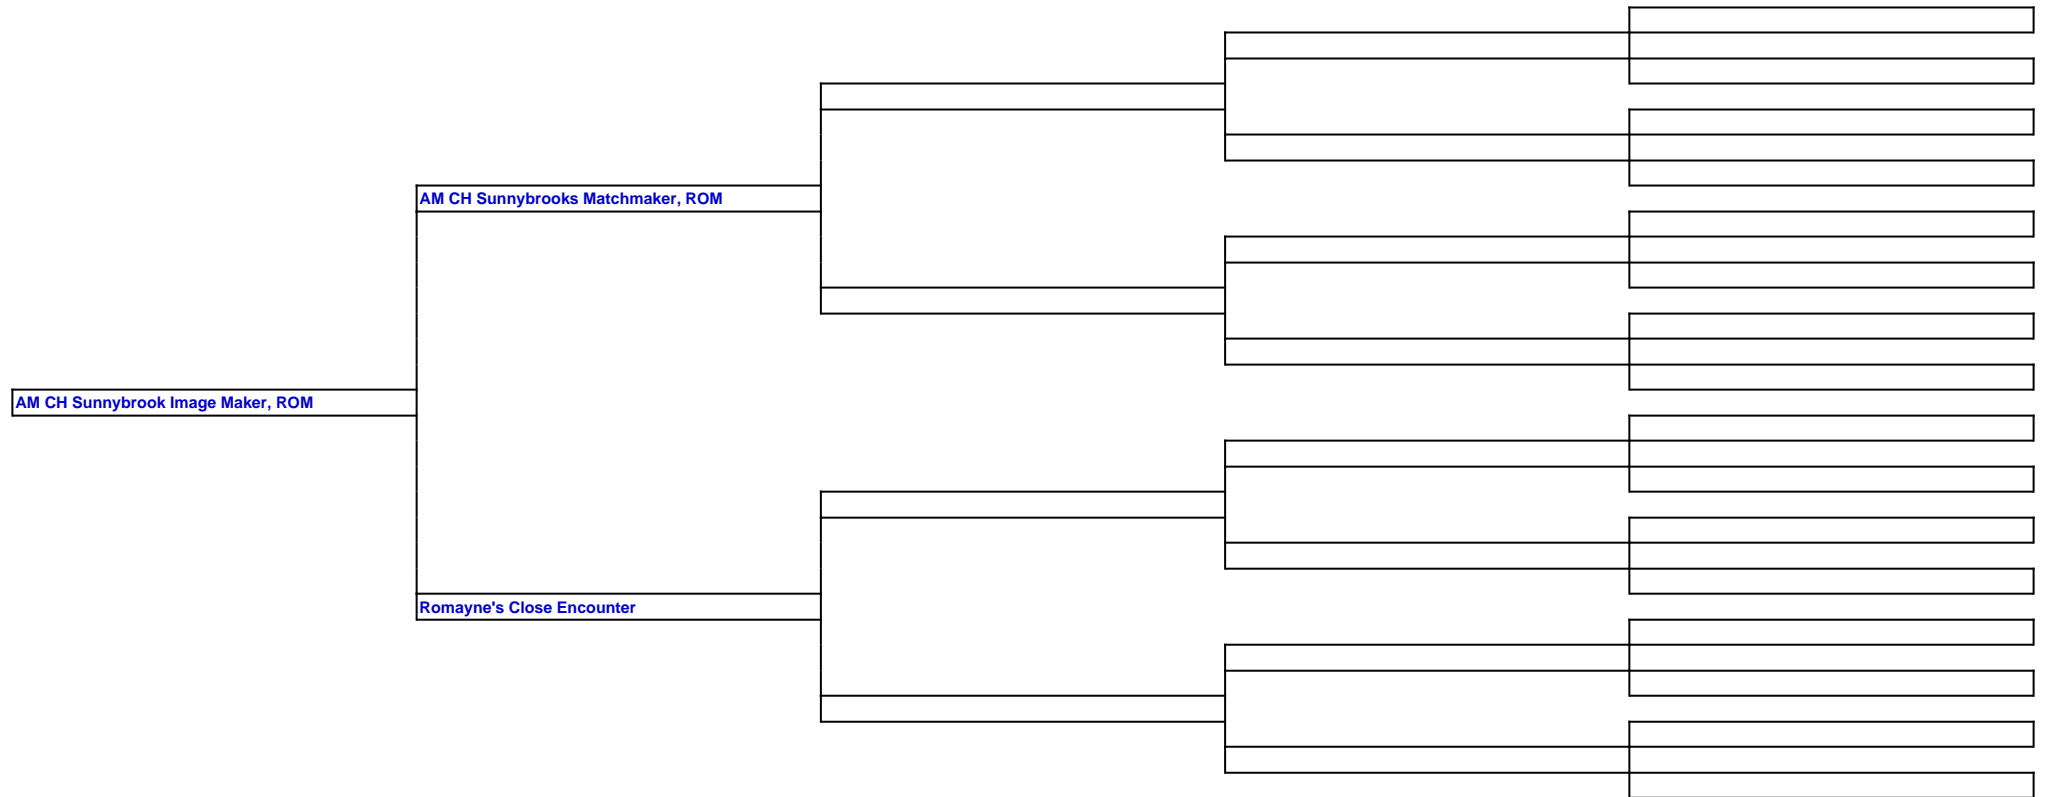 AM CH Sunnybrooks Matchmaker, ROM
AM CH Sunnybrook Image Maker, ROM
Romayne's Close Encounter